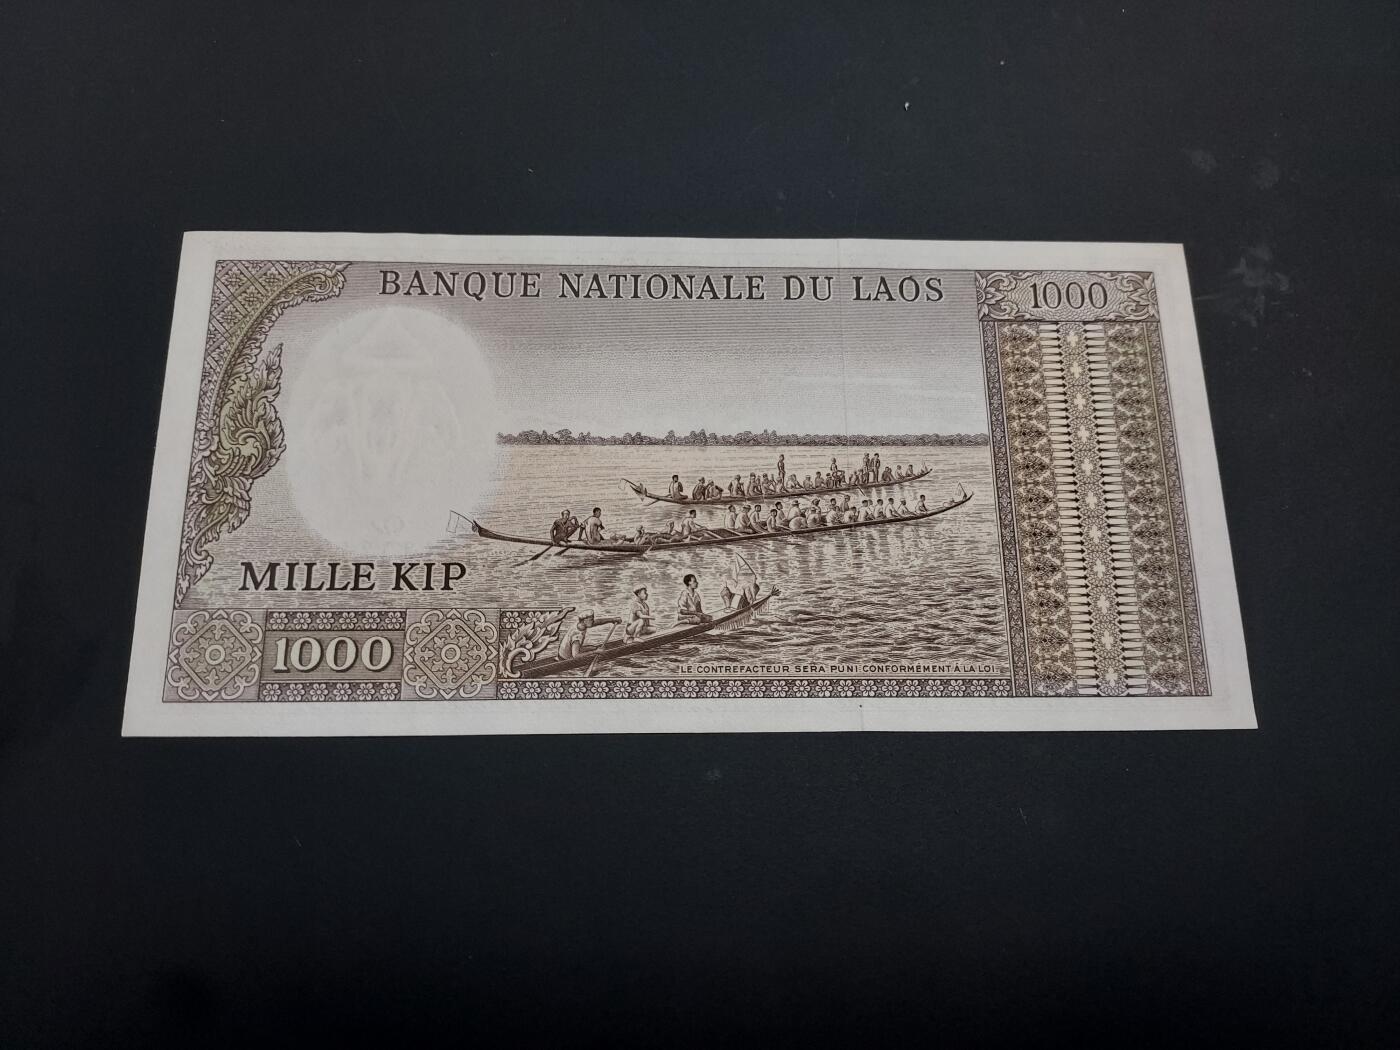 BANQUE NATIONALE DU LAOS
1000
MILLE KIP
1000
LE CONTREFACTEUR SERA PUNI CONFORMÉMENT À LA LOI.